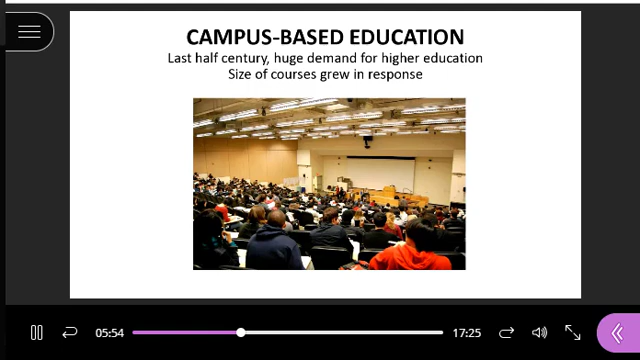 CAMPUS-BASED EDUCATION
Last half century, huge demand for higher education
Size of courses grew in response
05:54
17:25